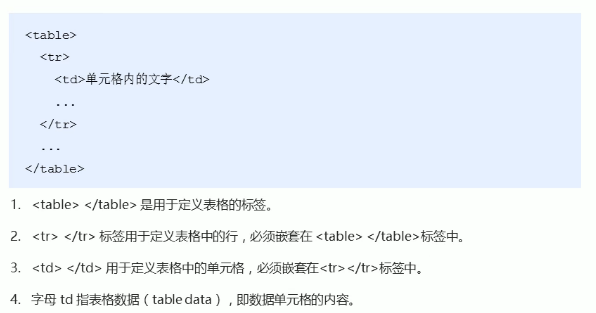 <table>
<tr>
<td>单元格内的文字</td>
...
</tr>
...
</table>
1. <table> </table> 是用于定义表格的标签。
2. <tr> </tr> 标签用于定义表格中的行，必须嵌套在 <table> </table>标签中。
3. <td> </td> 用于定义表格中的单元格，必须嵌套在<tr></tr>标签中。
4. 字母 td 指表格数据（table data），即数据单元格的内容。